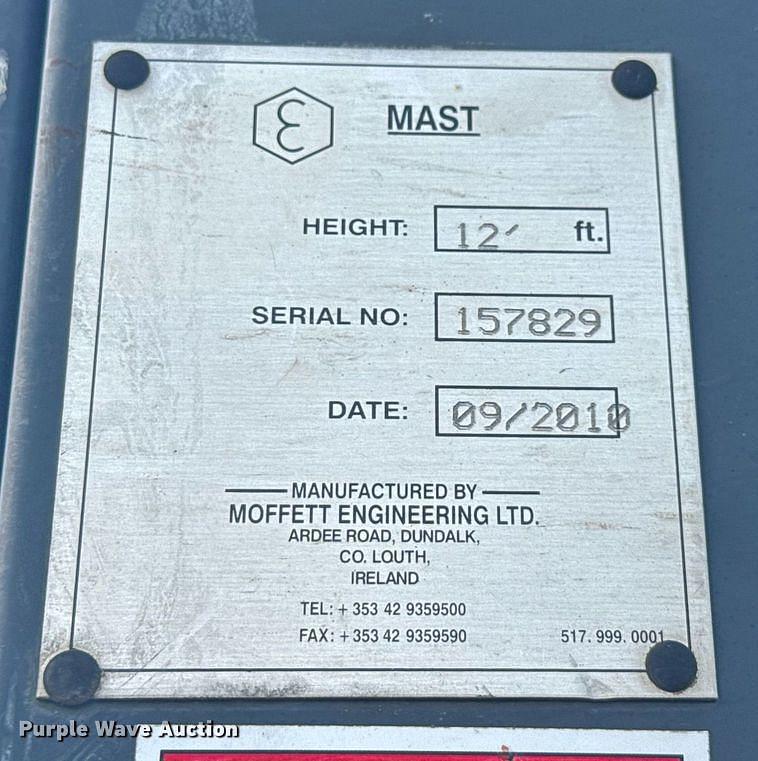 ε MAST
HEIGHT: 12' ft.
SERIAL NO: 157829
DATE: 09/2010
MANUFACTURED BY
MOFFETT ENGINEERING LTD.
ARDEE ROAD, DUNDALK,
CO. LOUTH,
IRELAND
TEL: + 353 42 9359500
FAX: + 353 42 9359590 517. 999. 0001
Purple Wave Auction